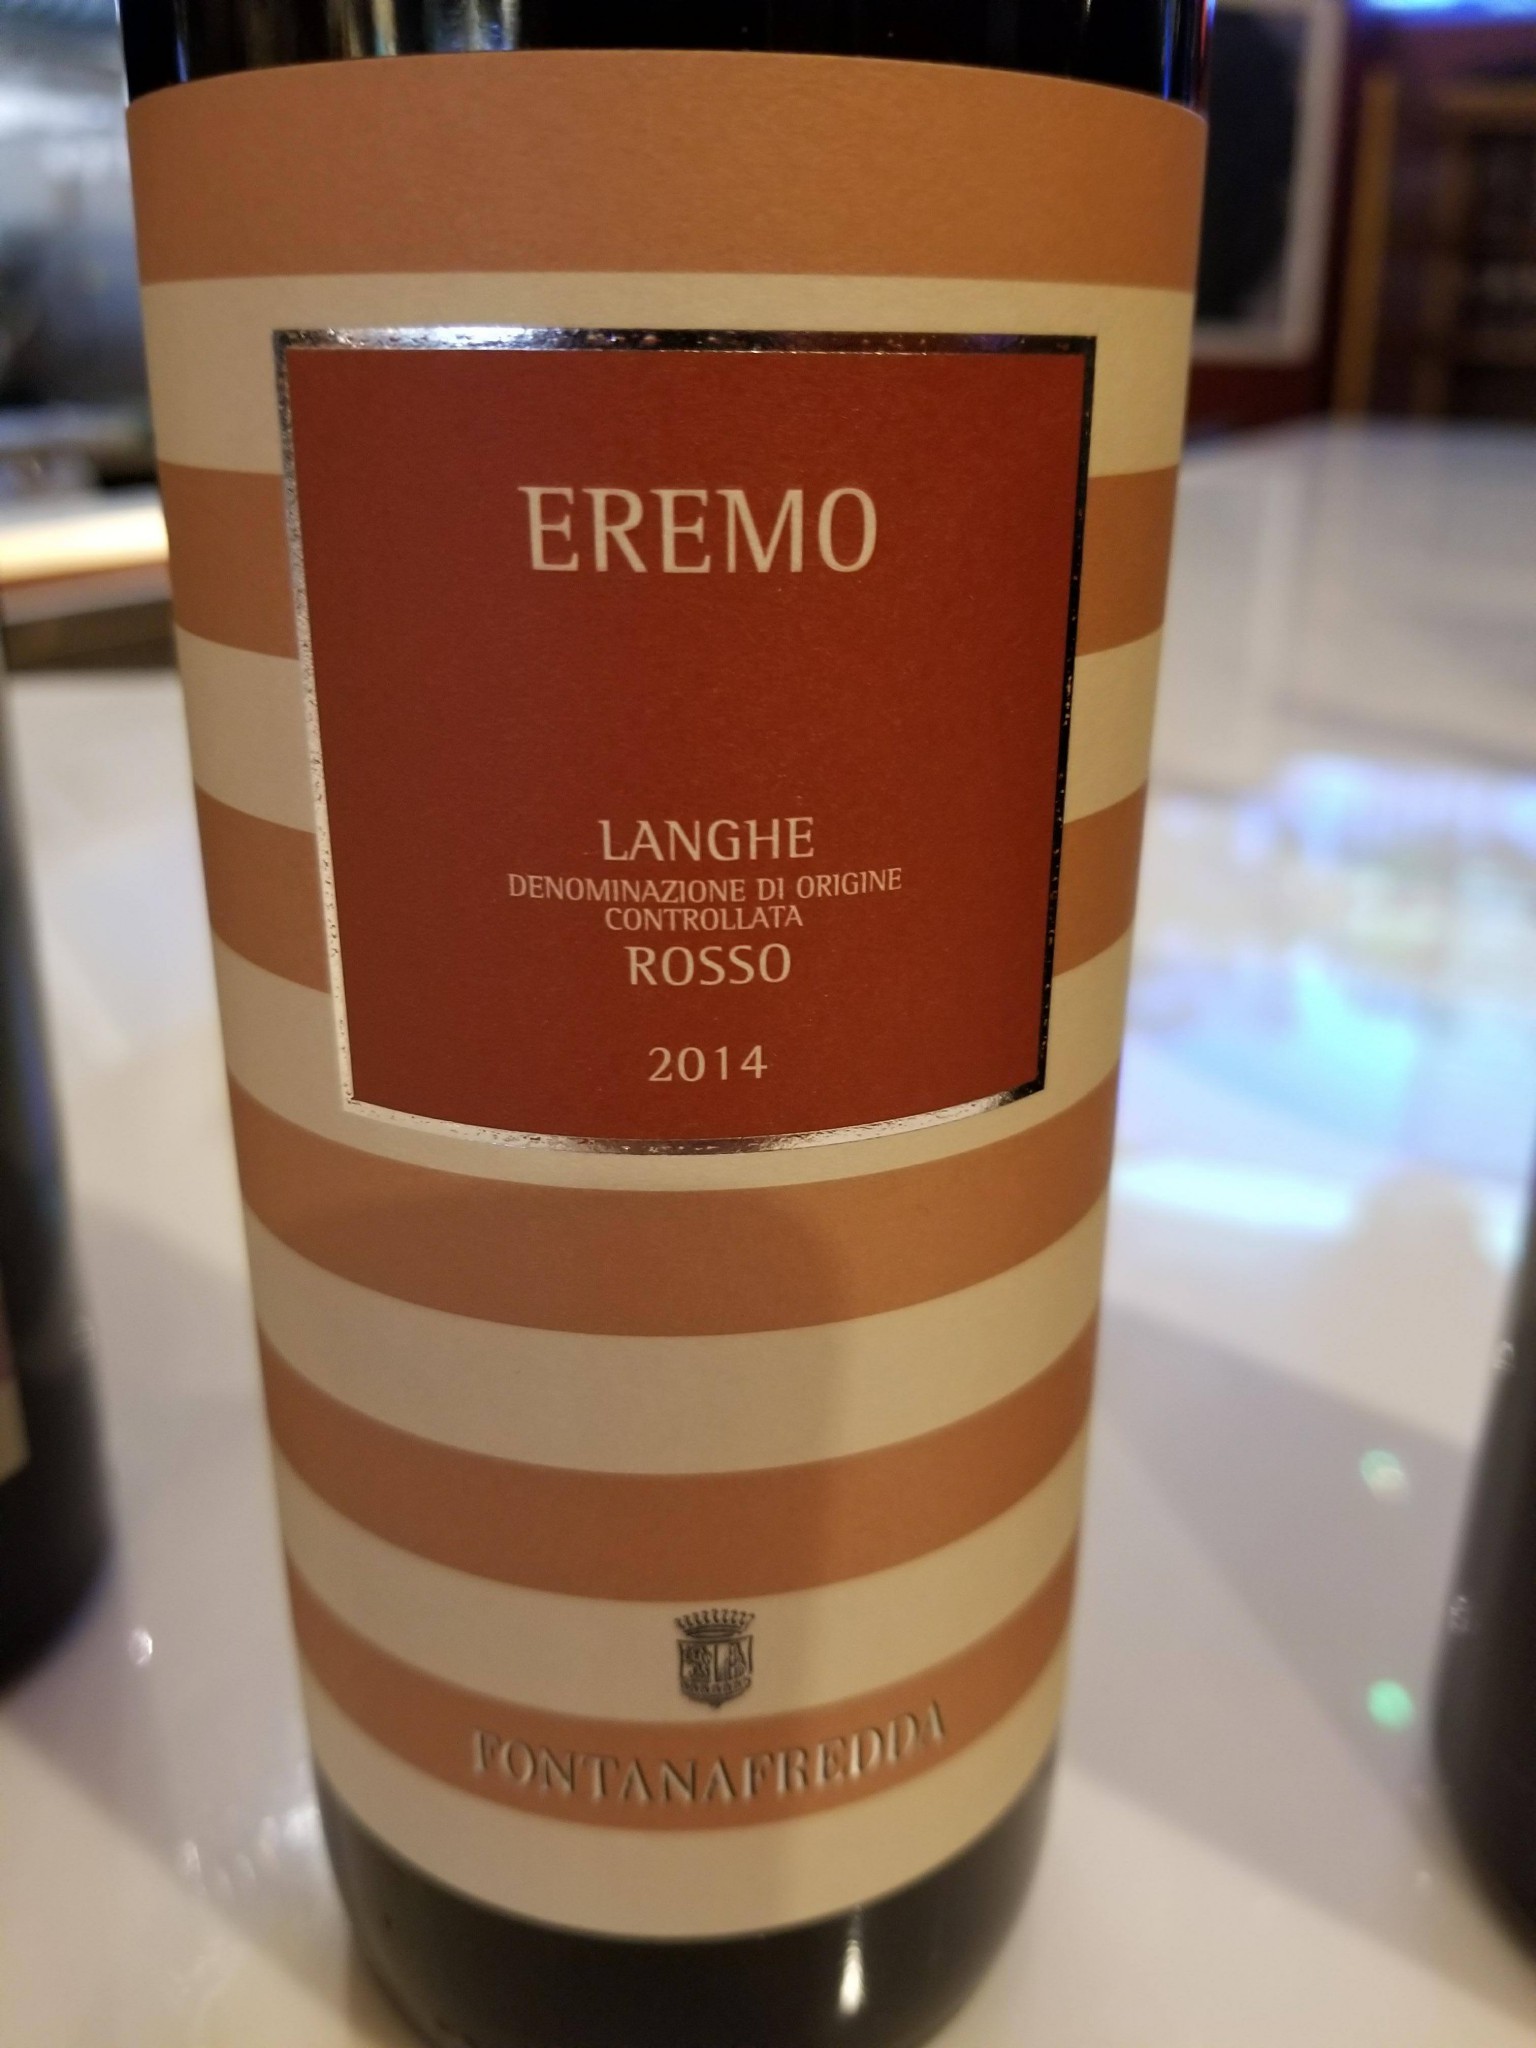 EREMO
LANGHE
DENOMINAZIONE DI ORIGINE
CONTROLLATA
ROSSO
2014
FONTANAFREDDA